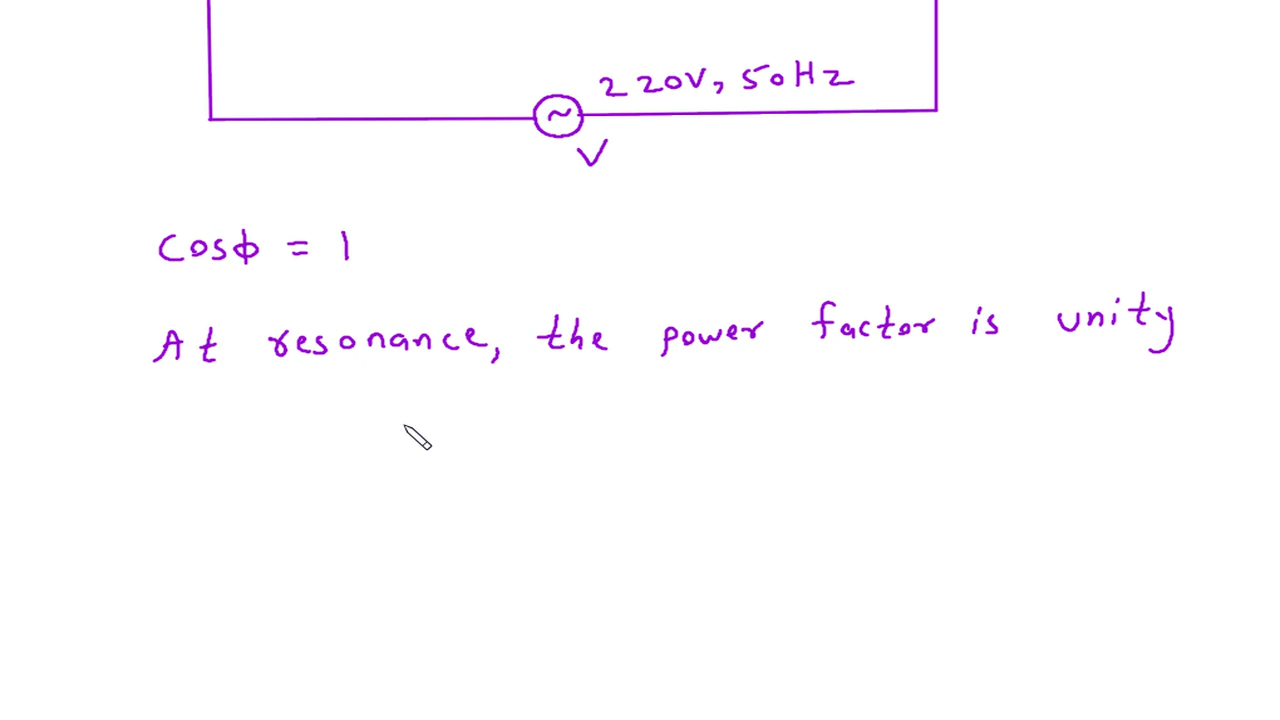 220V, 50Hz
~
V
Cosϕ = 1
At resonance, the power factor is unity